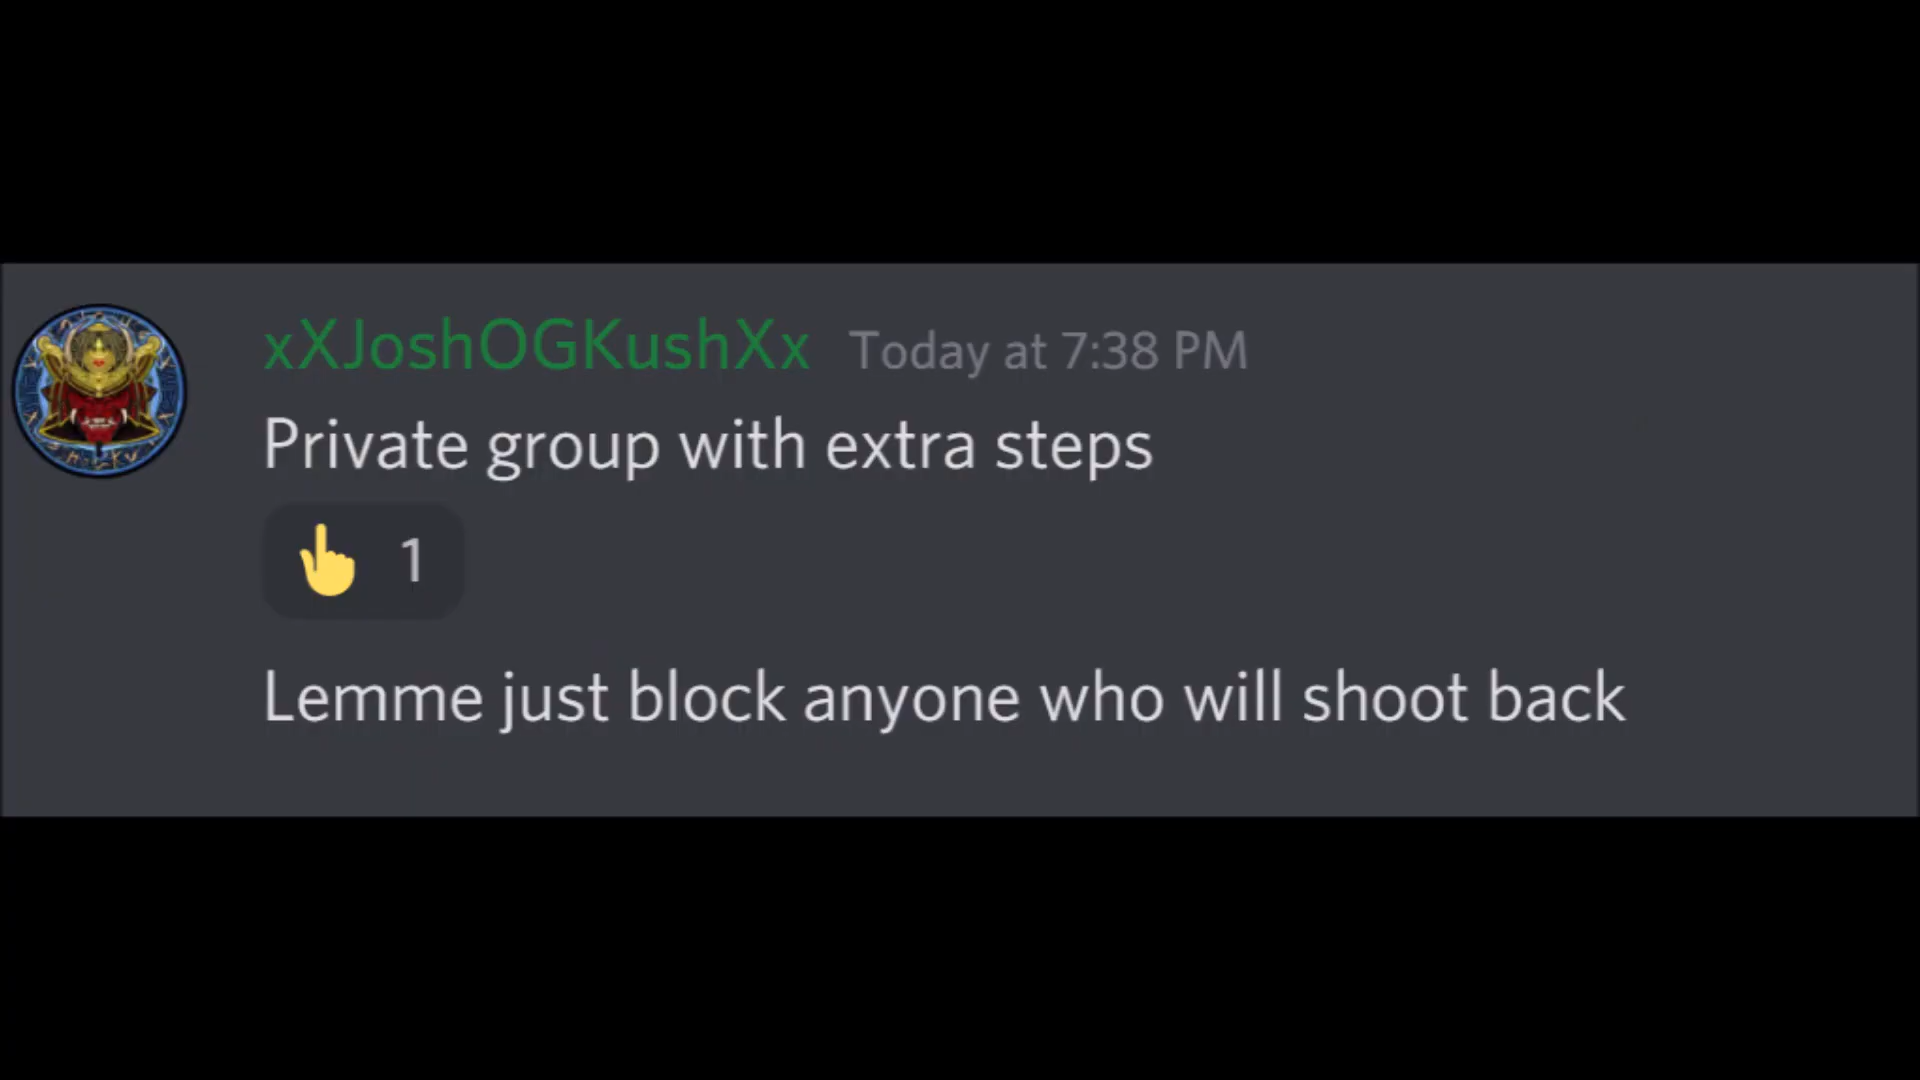 xXJoshOGKushXx Today at 7:38 PM
Private group with extra steps
1
Lemme just block anyone who will shoot back